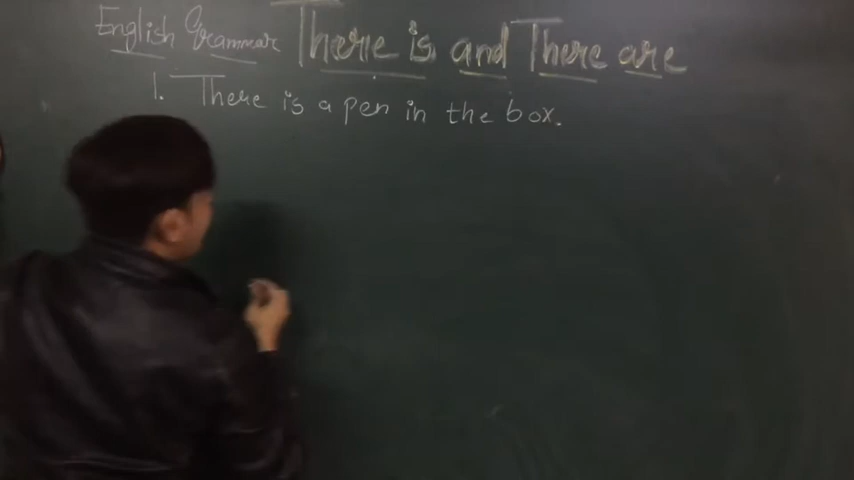 English Grammar There is and There are
1. There is a pen in the box.